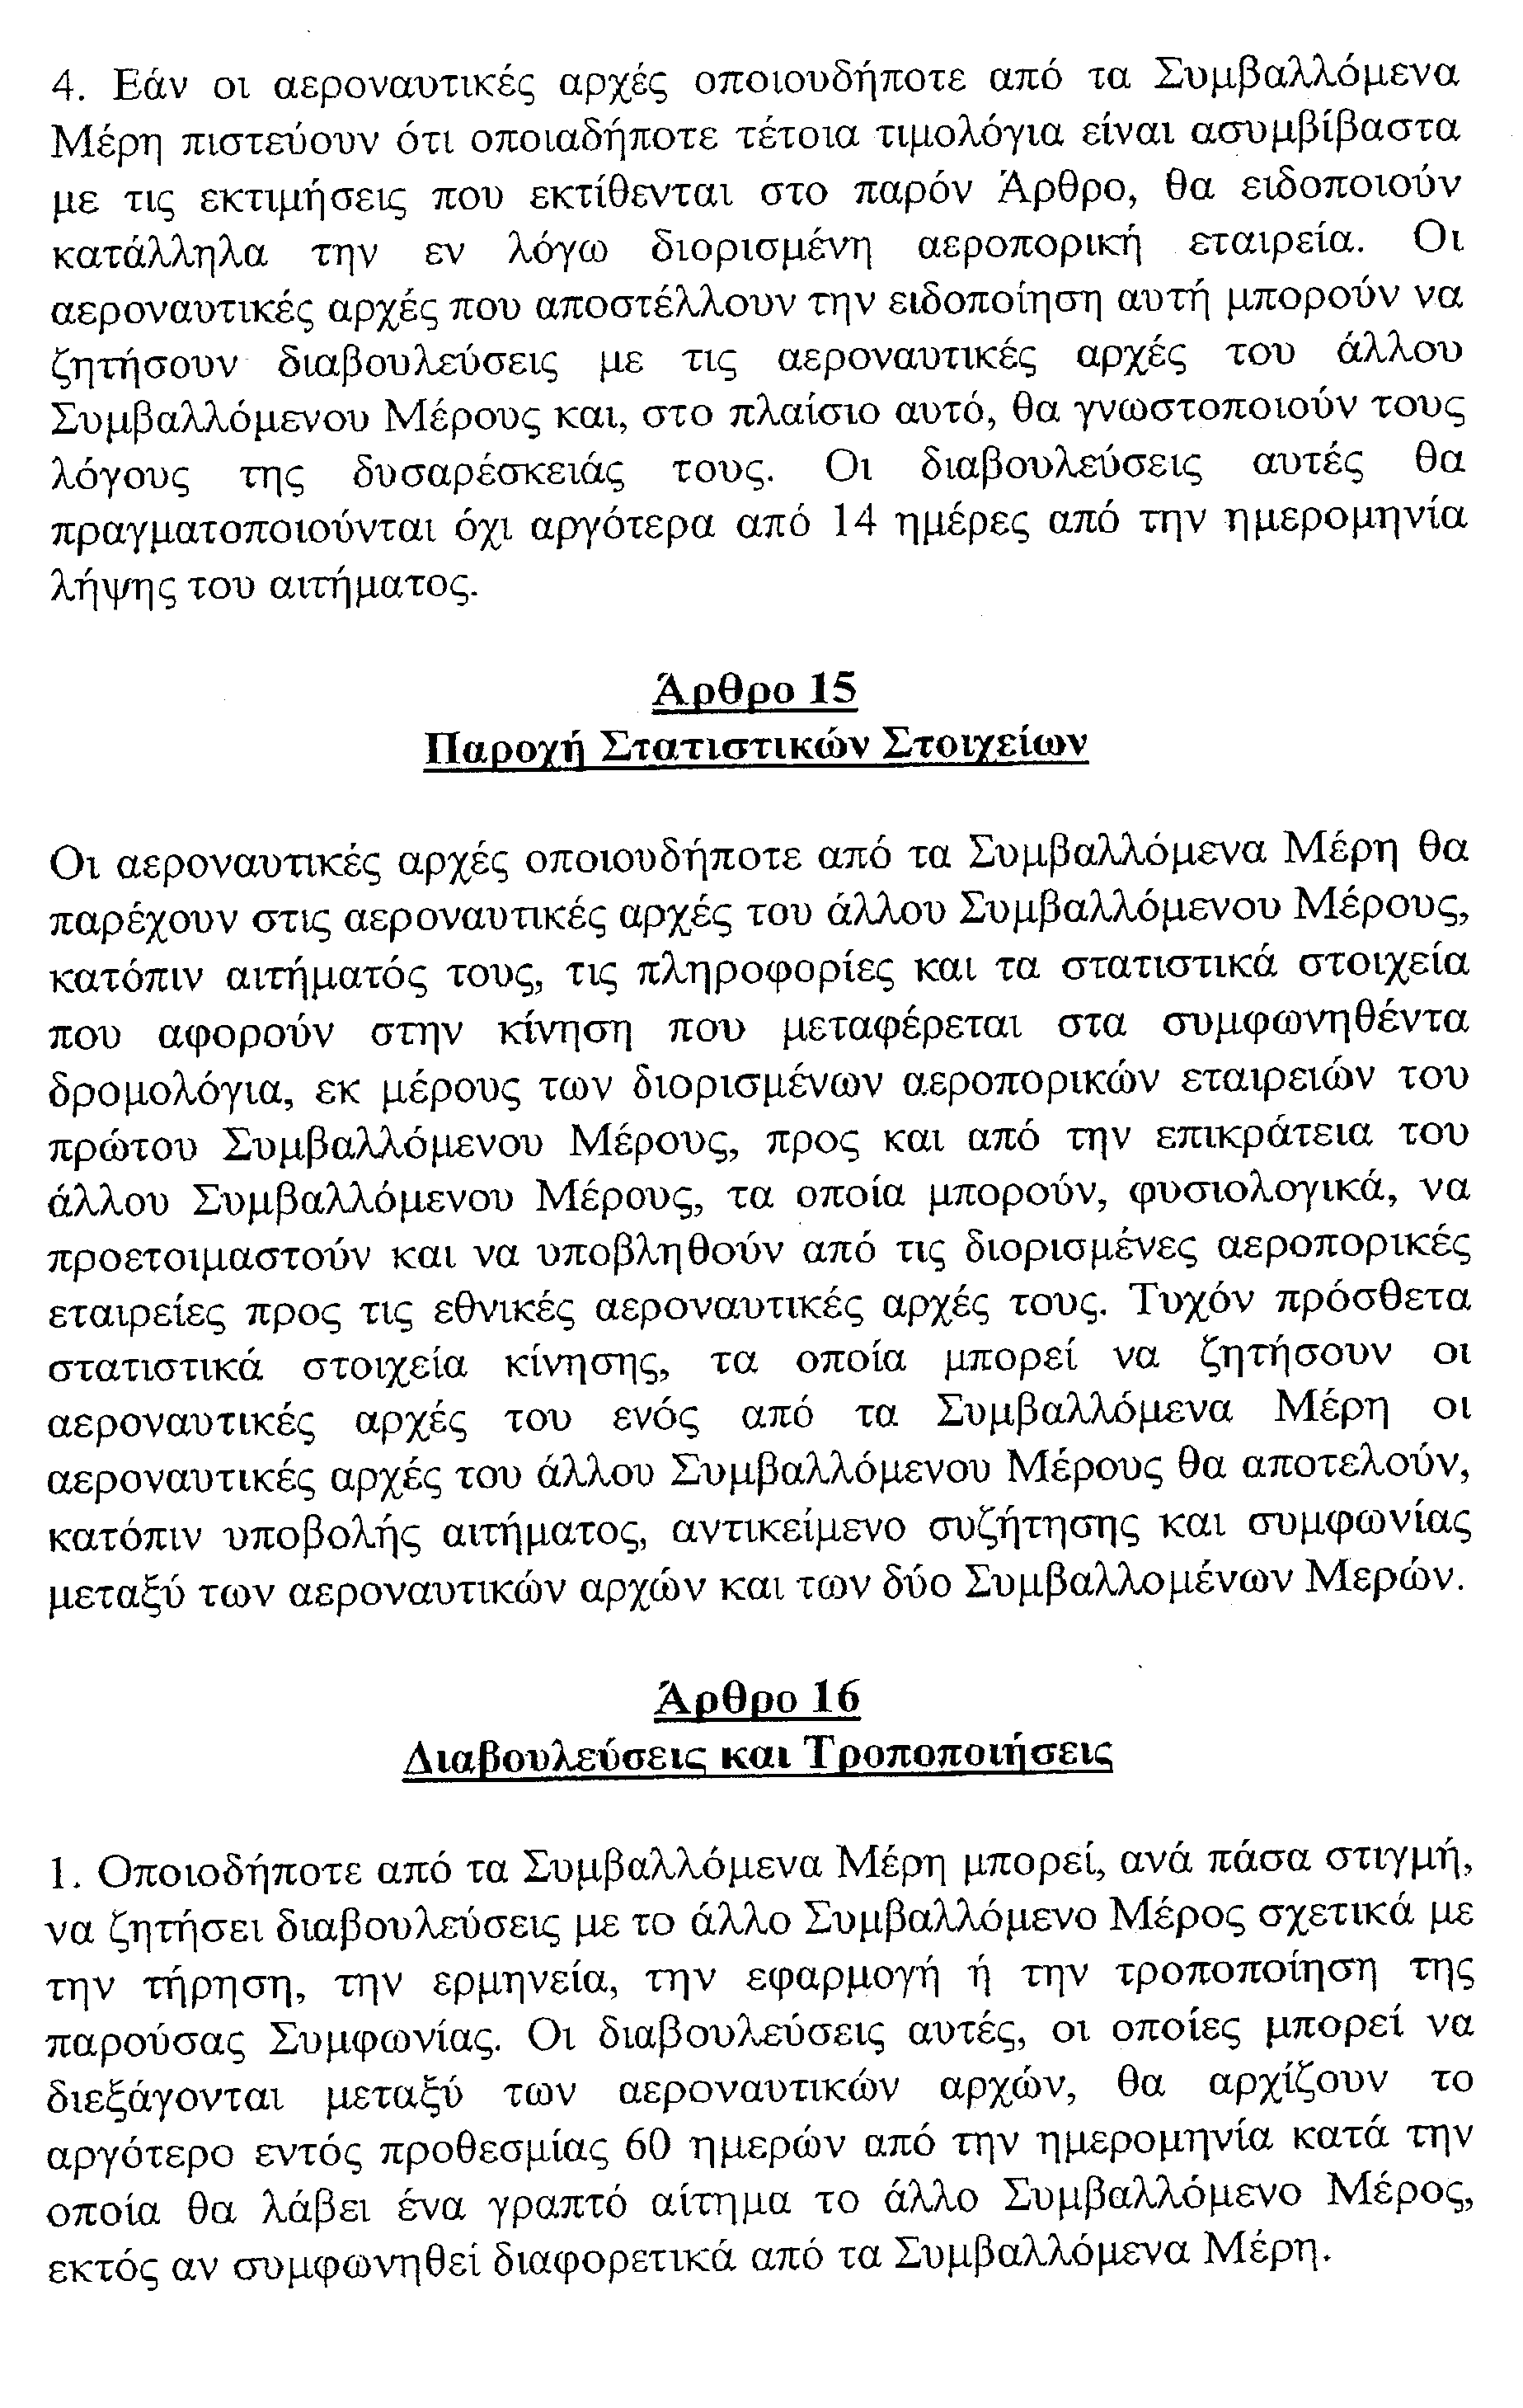 4. Εάν οι αεροναυτικές αρχές οποιουδήποτε από τα Συμβαλλόμενα
Μέρη πιστεύουν ότι οποιαδήποτε τέτοια τιμολόγια είναι ασυμβίβαστα
με τις εκτιμήσεις που εκτίθενται στο παρόν Άρθρο, θα ειδοποιούν
κατάλληλα την εν λόγω διορισμένη αεροπορική εταιρεία. Οι
αεροναυτικές αρχές που αποστέλλουν την ειδοποίηση αυτή μπορούν να
ζητήσουν διαβουλεύσεις με τις αεροναυτικές αρχές του άλλου
Συμβαλλόμενου Μέρους και, στο πλαίσιο αυτό, θα γνωστοποιούν τους
λόγους της δυσαρέσκειάς τους. Οι διαβουλεύσεις αυτές θα
πραγματοποιούνται όχι αργότερα από 14 ημέρες από την ημερομηνία
λήψης του αιτήματος.
Άρθρο 15
Παροχή Στατιστικών Στοιχείων
Οι αεροναυτικές αρχές οποιουδήποτε από τα Συμβαλλόμενα Μέρη θα
παρέχουν στις αεροναυτικές αρχές του άλλου Συμβαλλόμενου Μέρους,
κατόπιν αιτήματός τους, τις πληροφορίες και τα στατιστικά στοιχεία
που αφορούν στην κίνηση που μεταφέρεται στα συμφωνηθέντα
δρομολόγια, εκ μέρους των διορισμένων αεροπορικών εταιρειών του
πρώτου Συμβαλλόμενου Μέρους, προς και από την επικράτεια του
άλλου Συμβαλλόμενου Μέρους, τα οποία μπορούν, φυσιολογικά, να
προετοιμαστούν και να υποβληθούν από τις διορισμένες αεροπορικές
εταιρείες προς τις εθνικές αεροναυτικές αρχές τους. Τυχόν πρόσθετα
στατιστικά στοιχεία κίνησης, τα οποία μπορεί να ζητήσουν οι
αεροναυτικές αρχές του ενός από τα Συμβαλλόμενα Μέρη οι
αεροναυτικές αρχές του άλλου Συμβαλλόμενου Μέρους θα αποτελούν,
κατόπιν υποβολής αιτήματος, αντικείμενο συζήτησης και συμφωνίας
μεταξύ των αεροναυτικών αρχών και των δύο Συμβαλλομένων Μερών.
Άρθρο 16
Διαβουλεύσεις και Τροποποιήσεις
1. Οποιοδήποτε από τα Συμβαλλόμενα Μέρη μπορεί, ανά πάσα στιγμή,
να ζητήσει διαβουλεύσεις με το άλλο Συμβαλλόμενο Μέρος σχετικά με
την τήρηση, την ερμηνεία, την εφαρμογή ή την τροποποίηση της
παρούσας Συμφωνίας. Οι διαβουλεύσεις αυτές, οι οποίες μπορεί να
διεξάγονται μεταξύ των αεροναυτικών αρχών, θα αρχίζουν το
αργότερο εντός προθεσμίας 60 ημερών από την ημερομηνία κατά την
οποία θα λάβει ένα γραπτό αίτημα το άλλο Συμβαλλόμενο Μέρος,
εκτός αν συμφωνηθεί διαφορετικά από τα Συμβαλλόμενα Μέρη.